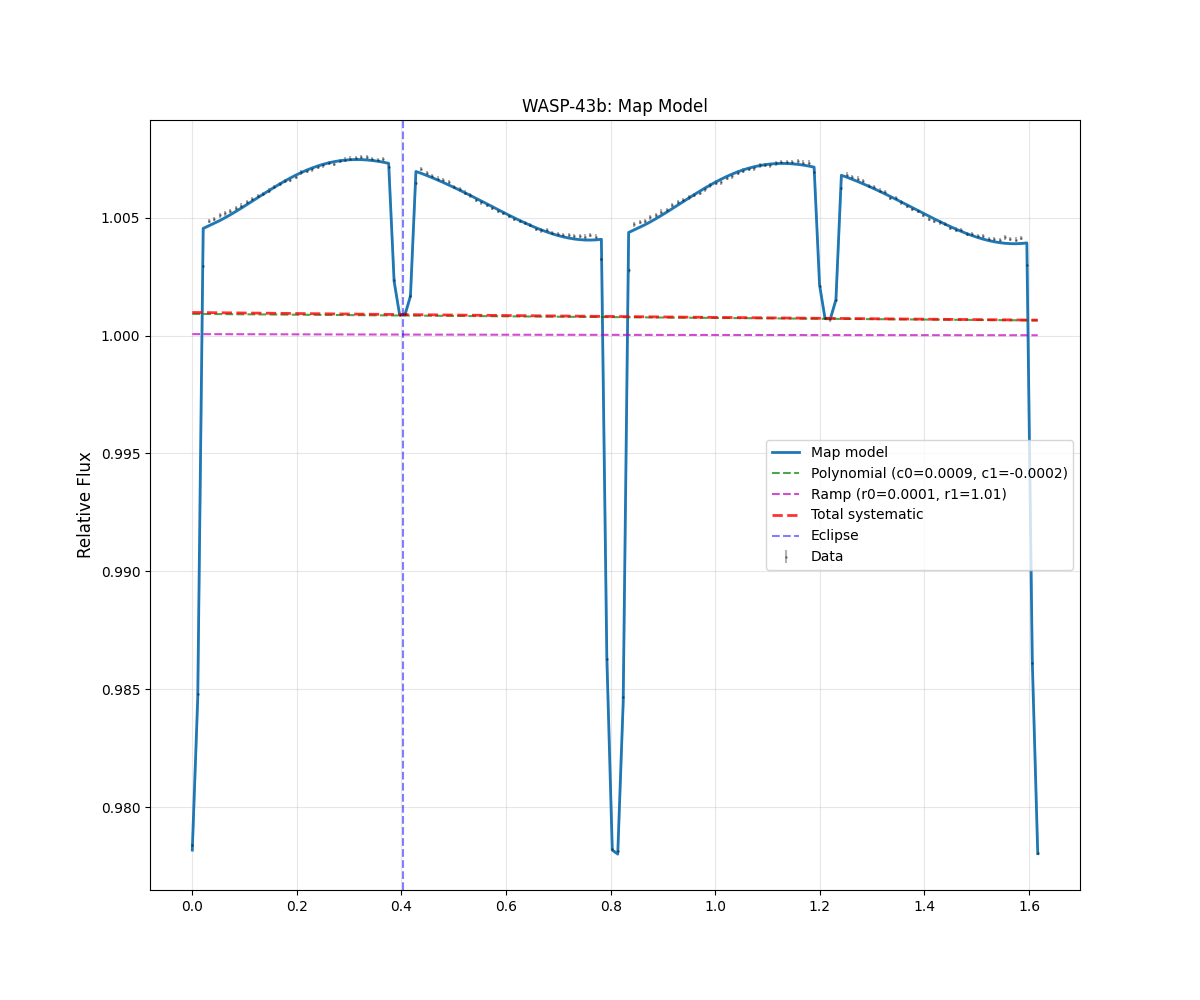 WASP-43b: Map Model
Relative Flux
1.005
1.000
0.995
0.990
0.985
0.980
Map model
Polynomial (c0=0.0009, c1=-0.0002)
Ramp (r0=0.0001, r1=1.01)
Total systematic
Eclipse
Data
0.0 0.2 0.4 0.6 0.8 1.0 1.2 1.4 1.6